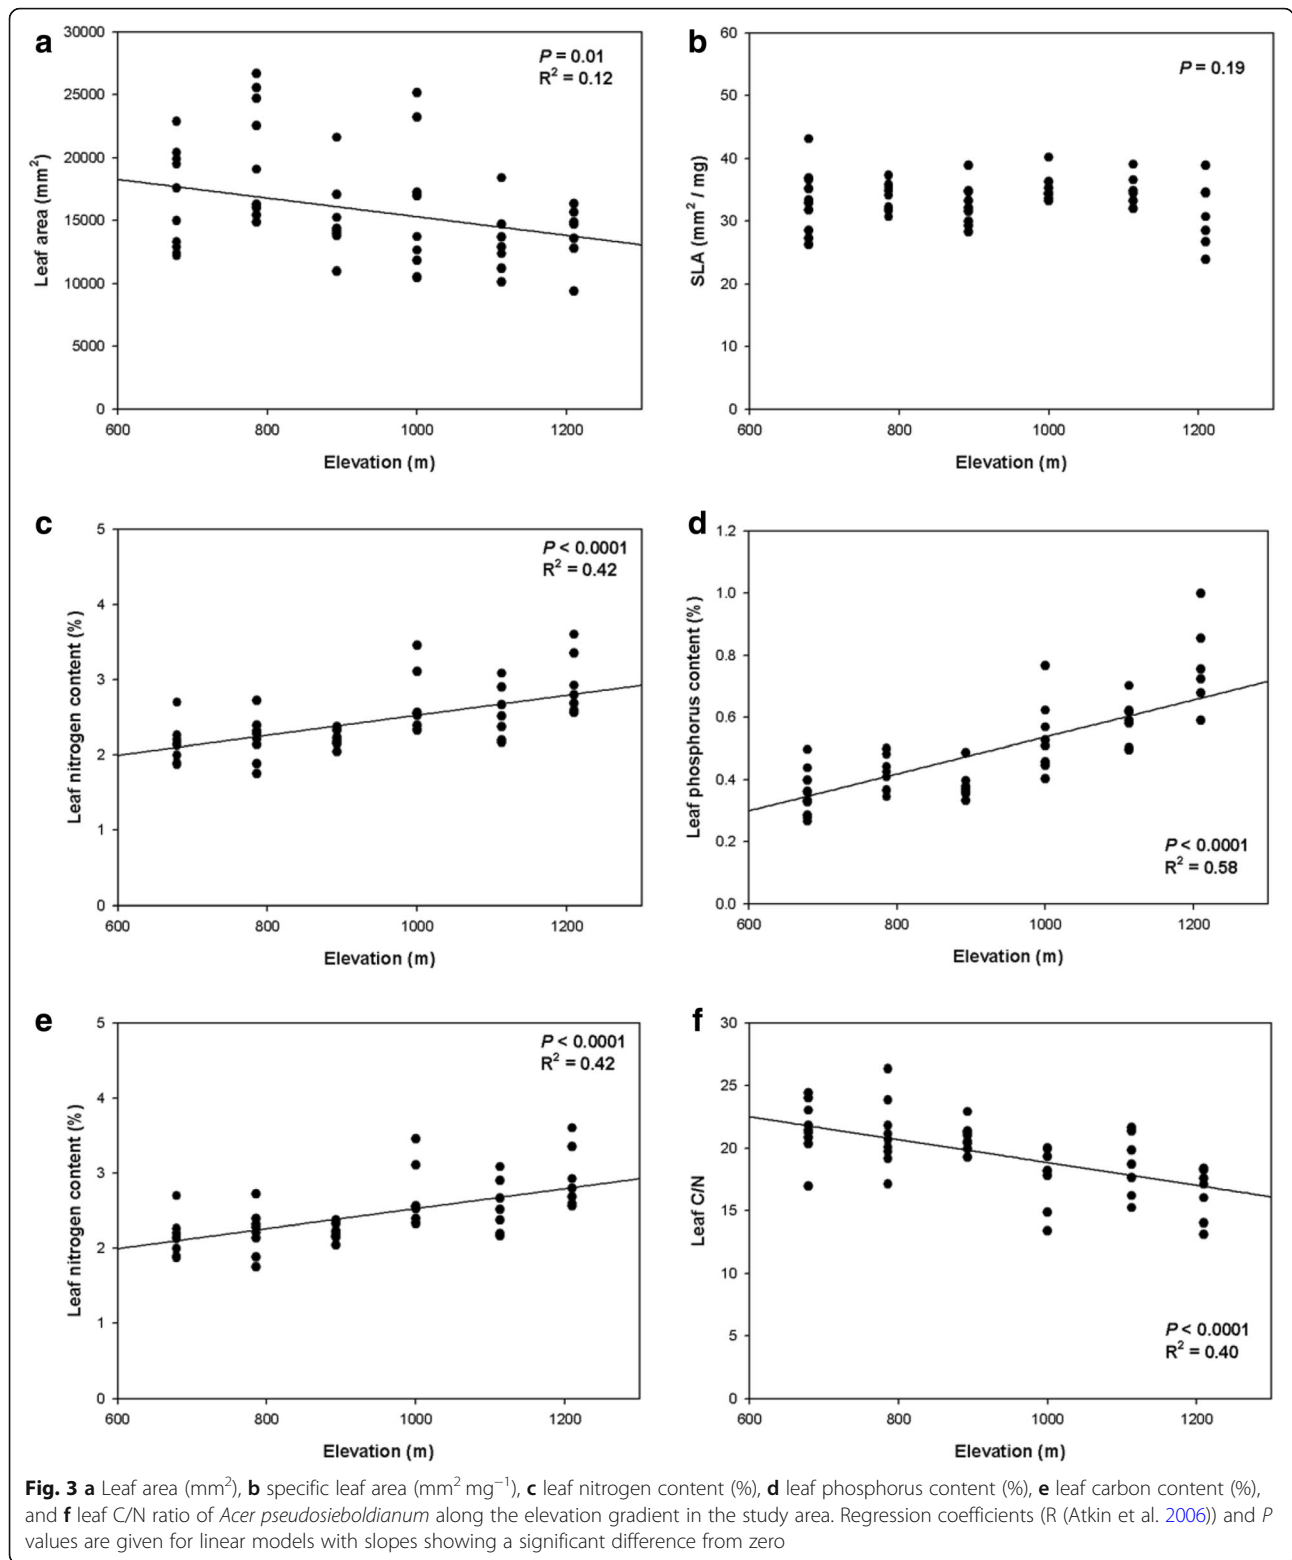 a
30000
25000
20000
15000
10000
5000
0
Leaf area (mm²)
P = 0.01
R² = 0.12
600 800 1000 1200
Elevation (m)
b
60
50
40
30
20
10
0
SLA (mm² / mg)
P = 0.19
600 800 1000 1200
Elevation (m)
c
5
4
3
2
1
0
Leaf nitrogen content (%)
P < 0.0001
R² = 0.42
600 800 1000 1200
Elevation (m)
d
1.2
1.0
0.8
0.6
0.4
0.2
0.0
Leaf phosphorus content (%)
P < 0.0001
R² = 0.58
600 800 1000 1200
Elevation (m)
e
5
4
3
2
1
0
Leaf nitrogen content (%)
P < 0.0001
R² = 0.42
600 800 1000 1200
Elevation (m)
f
30
25
20
15
10
5
0
Leaf C/N
P < 0.0001
R² = 0.40
600 800 1000 1200
Elevation (m)
Fig. 3 a Leaf area (mm²), b specific leaf area (mm² mg⁻¹), c leaf nitrogen content (%), d leaf phosphorus content (%), e leaf carbon content (%),
and f leaf C/N ratio of Acer pseudosieboldianum along the elevation gradient in the study area. Regression coefficients (R (Atkin et al. 2006)) and P
values are given for linear models with slopes showing a significant difference from zero